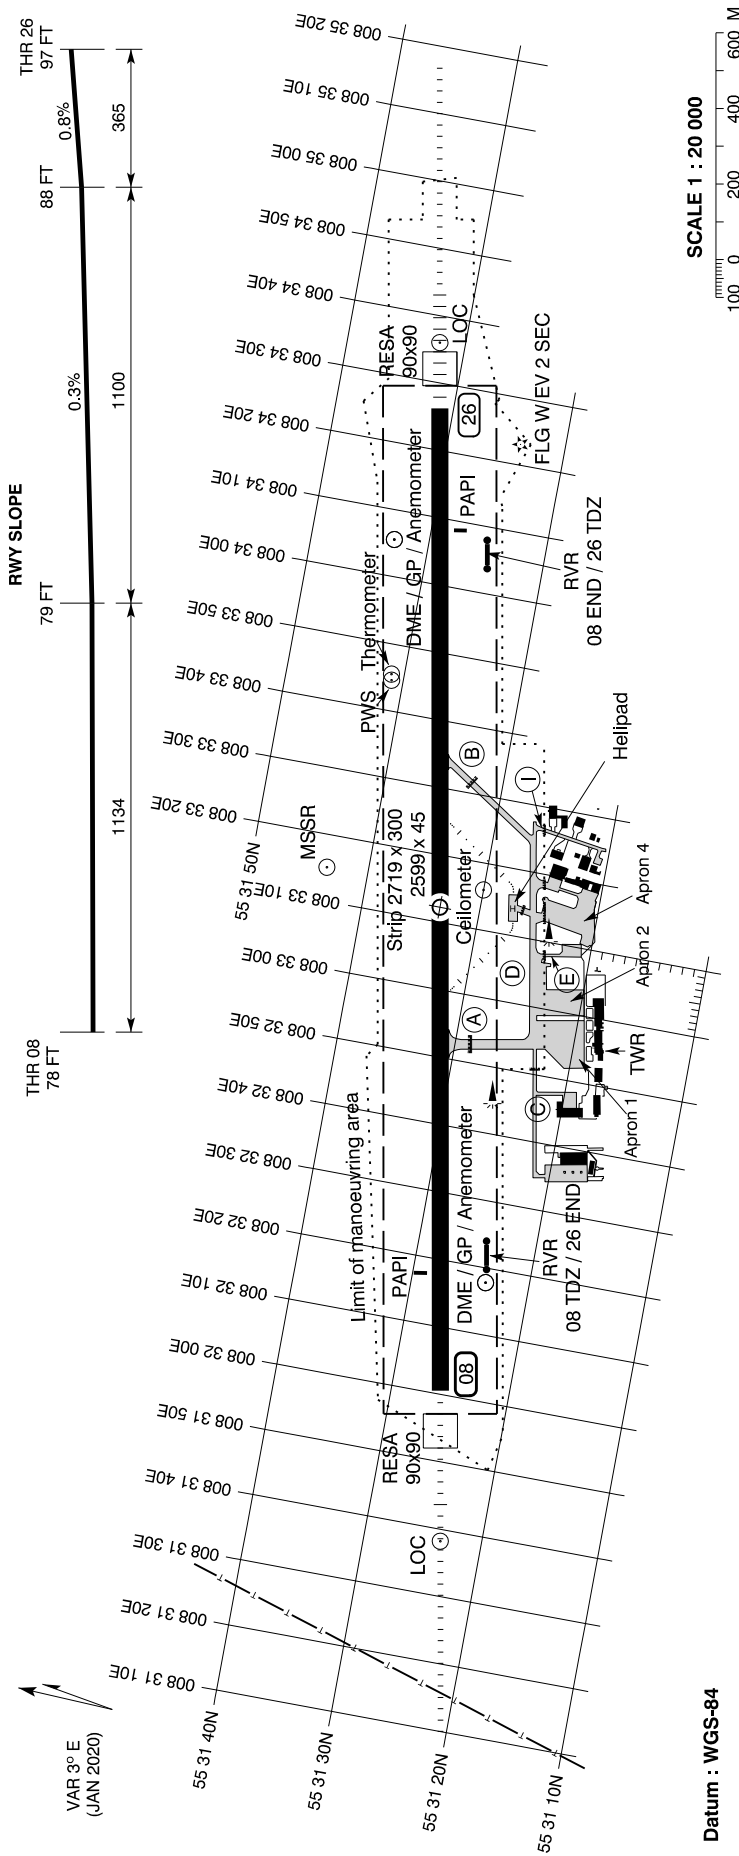 RWY SLOPE
THR 08
78 FT
79 FT
88 FT
THR 26
97 FT
0.3%
0.8%
1134
1100
365
VAR 3° E
(JAN 2020)
008 31 10E
008 31 20E
008 31 30E
008 31 40E
008 31 50E
008 32 00E
008 32 10E
008 32 20E
008 32 30E
008 32 40E
008 32 50E
008 33 00E
008 33 10E
008 33 20E
008 33 30E
008 33 40E
008 33 50E
008 34 00E
008 34 10E
008 34 20E
008 34 30E
008 34 40E
008 34 50E
008 35 00E
008 35 10E
008 35 20E
55 31 50N
55 31 40N
55 31 30N
55 31 20N
55 31 10N
MSSR
Limit of manoeuvring area
PWS
Thermometer
DME / GP / Anemometer
RESA
90x90
LOC
RESA
90x90
LOC
PAPI
Strip 2719 x 300
2599 x 45
08
26
DME / GP / Anemometer
Ceilometer
PAPI
RVR
08 TDZ / 26 END
RVR
08 END / 26 TDZ
FLG W EV 2 SEC
A
B
C
D
E
I
H
Helipad
Apron 1
TWR
Apron 2
Apron 4
Datum : WGS-84
SCALE 1 : 20 000
100
0
200
400
600 M